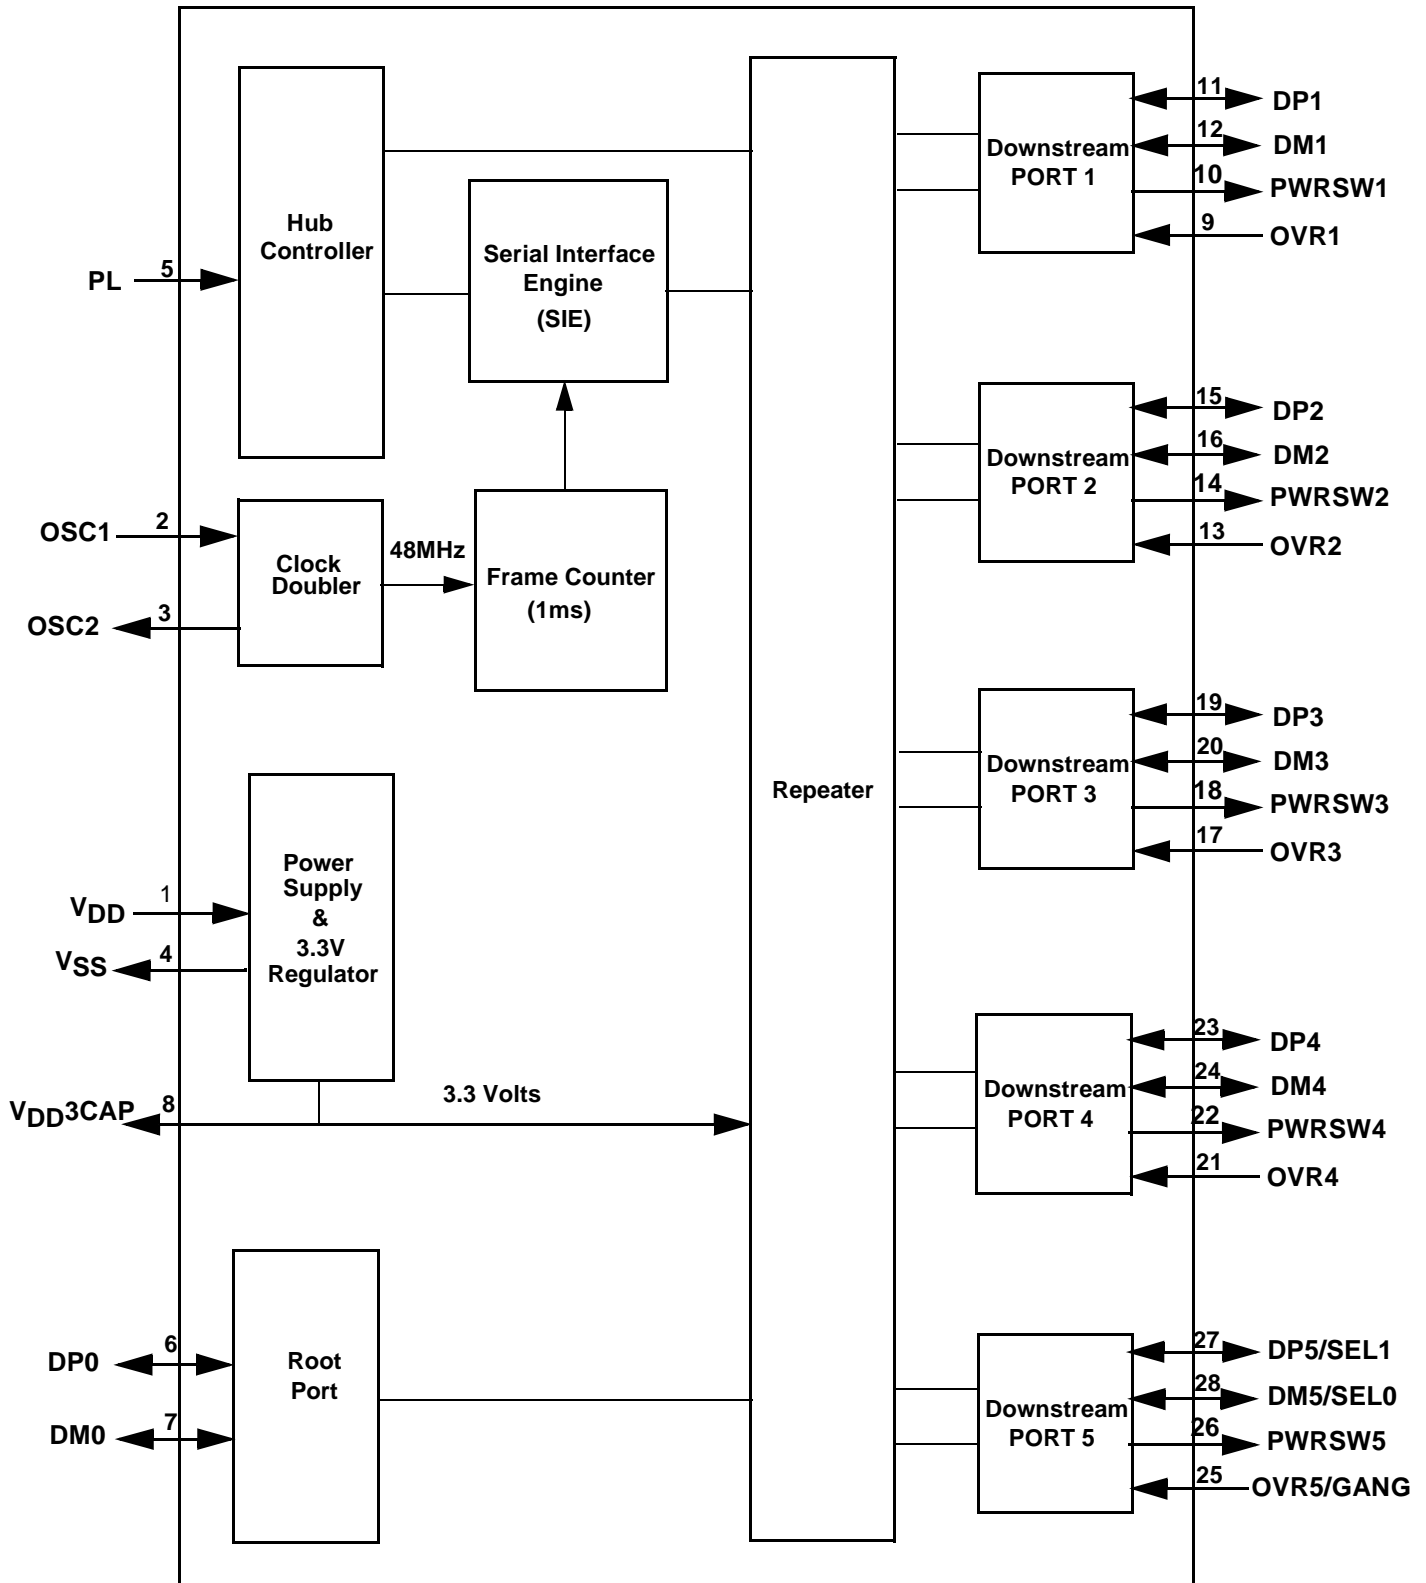 11
DP1
12
DM1
10
PWRSW1
9
OVR1
Downstream
PORT 1
Hub
Controller
Serial Interface
Engine
(SIE)
PL
5
15
DP2
16
DM2
14
PWRSW2
13
OVR2
Downstream
PORT 2
OSC1
2
OSC2
3
Clock
Doubler
48MHz
Frame Counter
(1ms)
19
DP3
20
DM3
18
PWRSW3
17
OVR3
Downstream
PORT 3
Repeater
Power
Supply
&
3.3V
Regulator
VDD
1
VSS
4
VDD3CAP
8
3.3 Volts
23
DP4
24
DM4
22
PWRSW4
21
OVR4
Downstream
PORT 4
DP0
6
DM0
7
Root
Port
27
DP5/SEL1
28
DM5/SEL0
26
PWRSW5
25
OVR5/GANG
Downstream
PORT 5